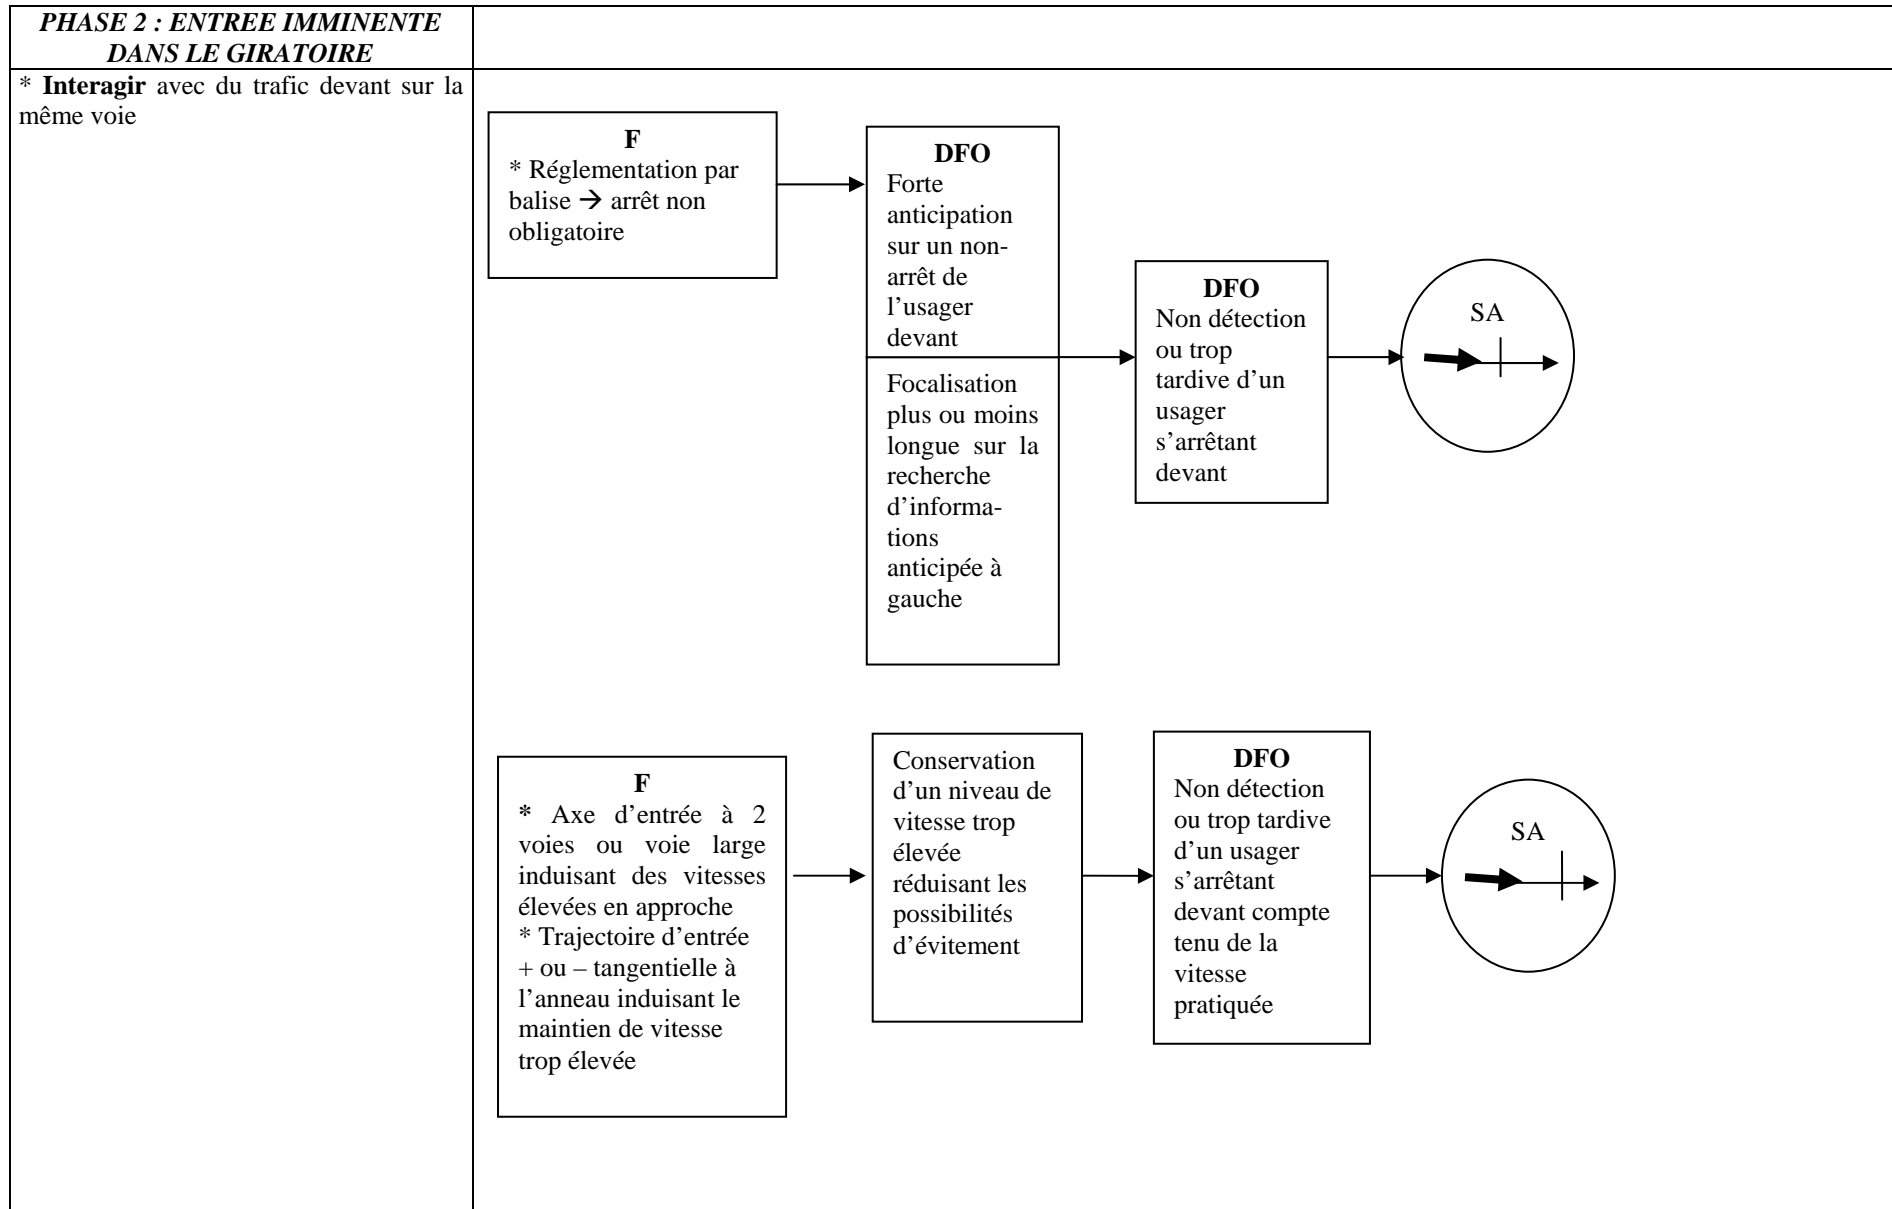 PHASE 2 : ENTREE IMMINENTE
DANS LE GIRATOIRE
* Interagir avec du trafic devant sur la
même voie
F
* Réglementation par
balise → arrêt non
obligatoire
DFO
Forte
anticipation
sur un non-
arrêt de
l’usager
devant
Focalisation
plus ou moins
longue sur la
recherche
d’informa-
tions
anticipée à
gauche
DFO
Non détection
ou trop
tardive d’un
usager
s’arrêtant
devant
SA
F
* Axe d’entrée à 2
voies ou voie large
induisant des vitesses
élevées en approche
* Trajectoire d’entrée
+ ou – tangentielle à
l’anneau induisant le
maintien de vitesse
trop élevée
Conservation
d’un niveau de
vitesse trop
élevée
réduisant les
possibilités
d’évitement
DFO
Non détection
ou trop tardive
d’un usager
s’arrêtant
devant compte
tenu de la
vitesse
pratiquée
SA